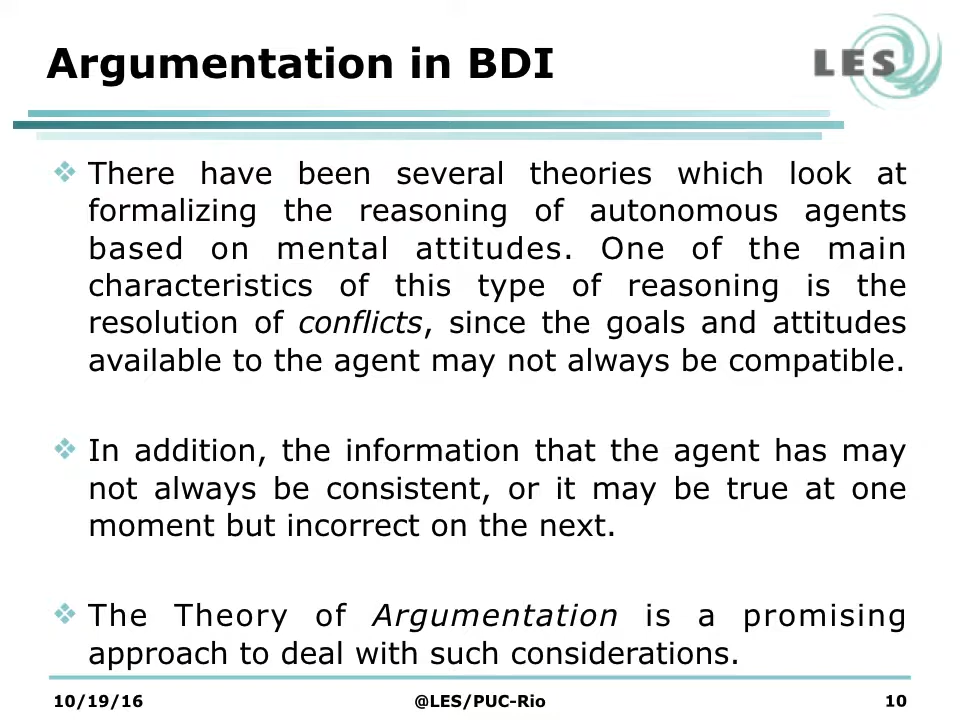 Argumentation in BDI
LES
There have been several theories which look at
formalizing the reasoning of autonomous agents
based on mental attitudes. One of the main
characteristics of this type of reasoning is the
resolution of conflicts, since the goals and attitudes
available to the agent may not always be compatible.
In addition, the information that the agent has may
not always be consistent, or it may be true at one
moment but incorrect on the next.
The Theory of Argumentation is a promising
approach to deal with such considerations.
10/19/16
@LES/PUC-Rio
10